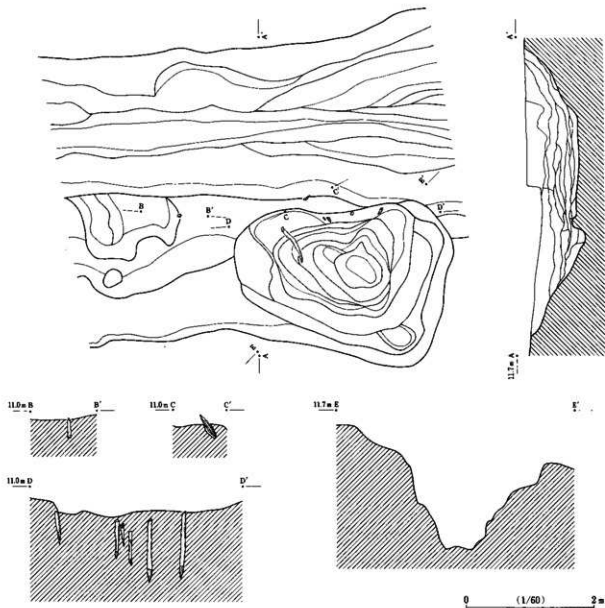 A'
A'
E'
C'
B
B'
C
D'
D
E
A
11.7m A
11.0m B
B'
11.0m C
C'
11.7m E
E'
11.0m D
D'
0 (1/60) 2m